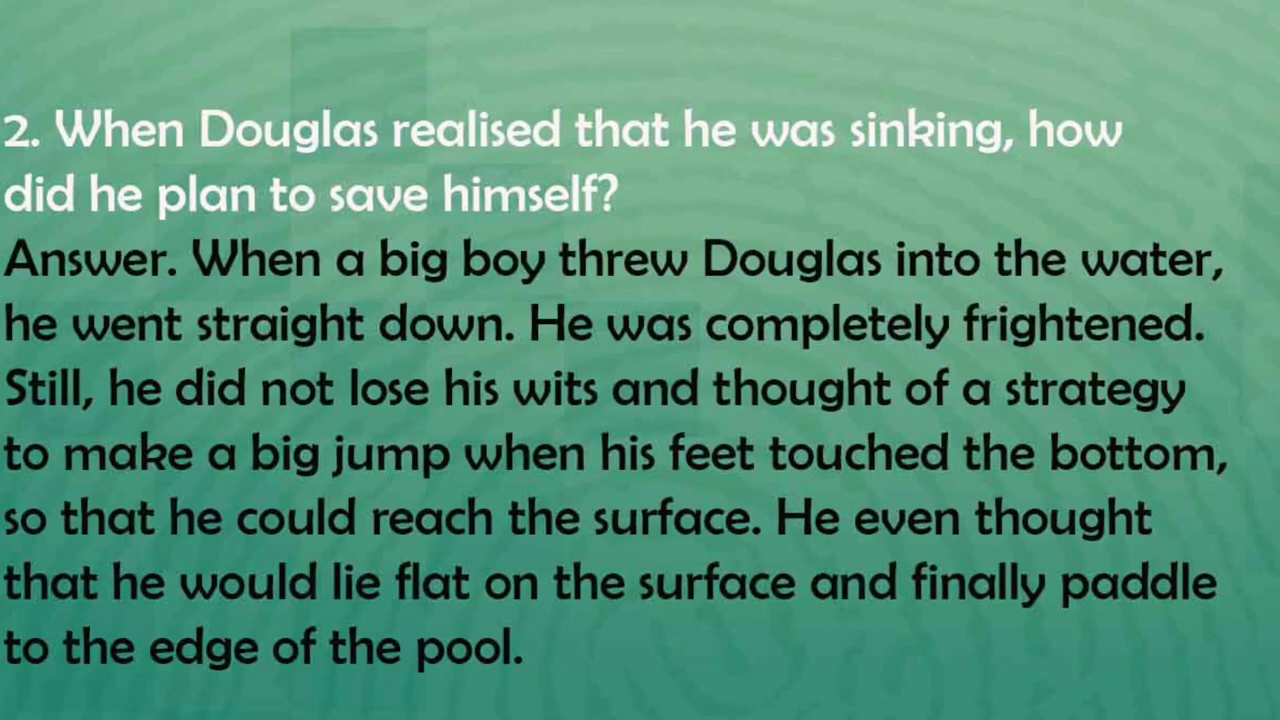 2. When Douglas realised that he was sinking, how
did he plan to save himself?
Answer. When a big boy threw Douglas into the water,
he went straight down. He was completely frightened.
Still, he did not lose his wits and thought of a strategy
to make a big jump when his feet touched the bottom,
so that he could reach the surface. He even thought
that he would lie flat on the surface and finally paddle
to the edge of the pool.